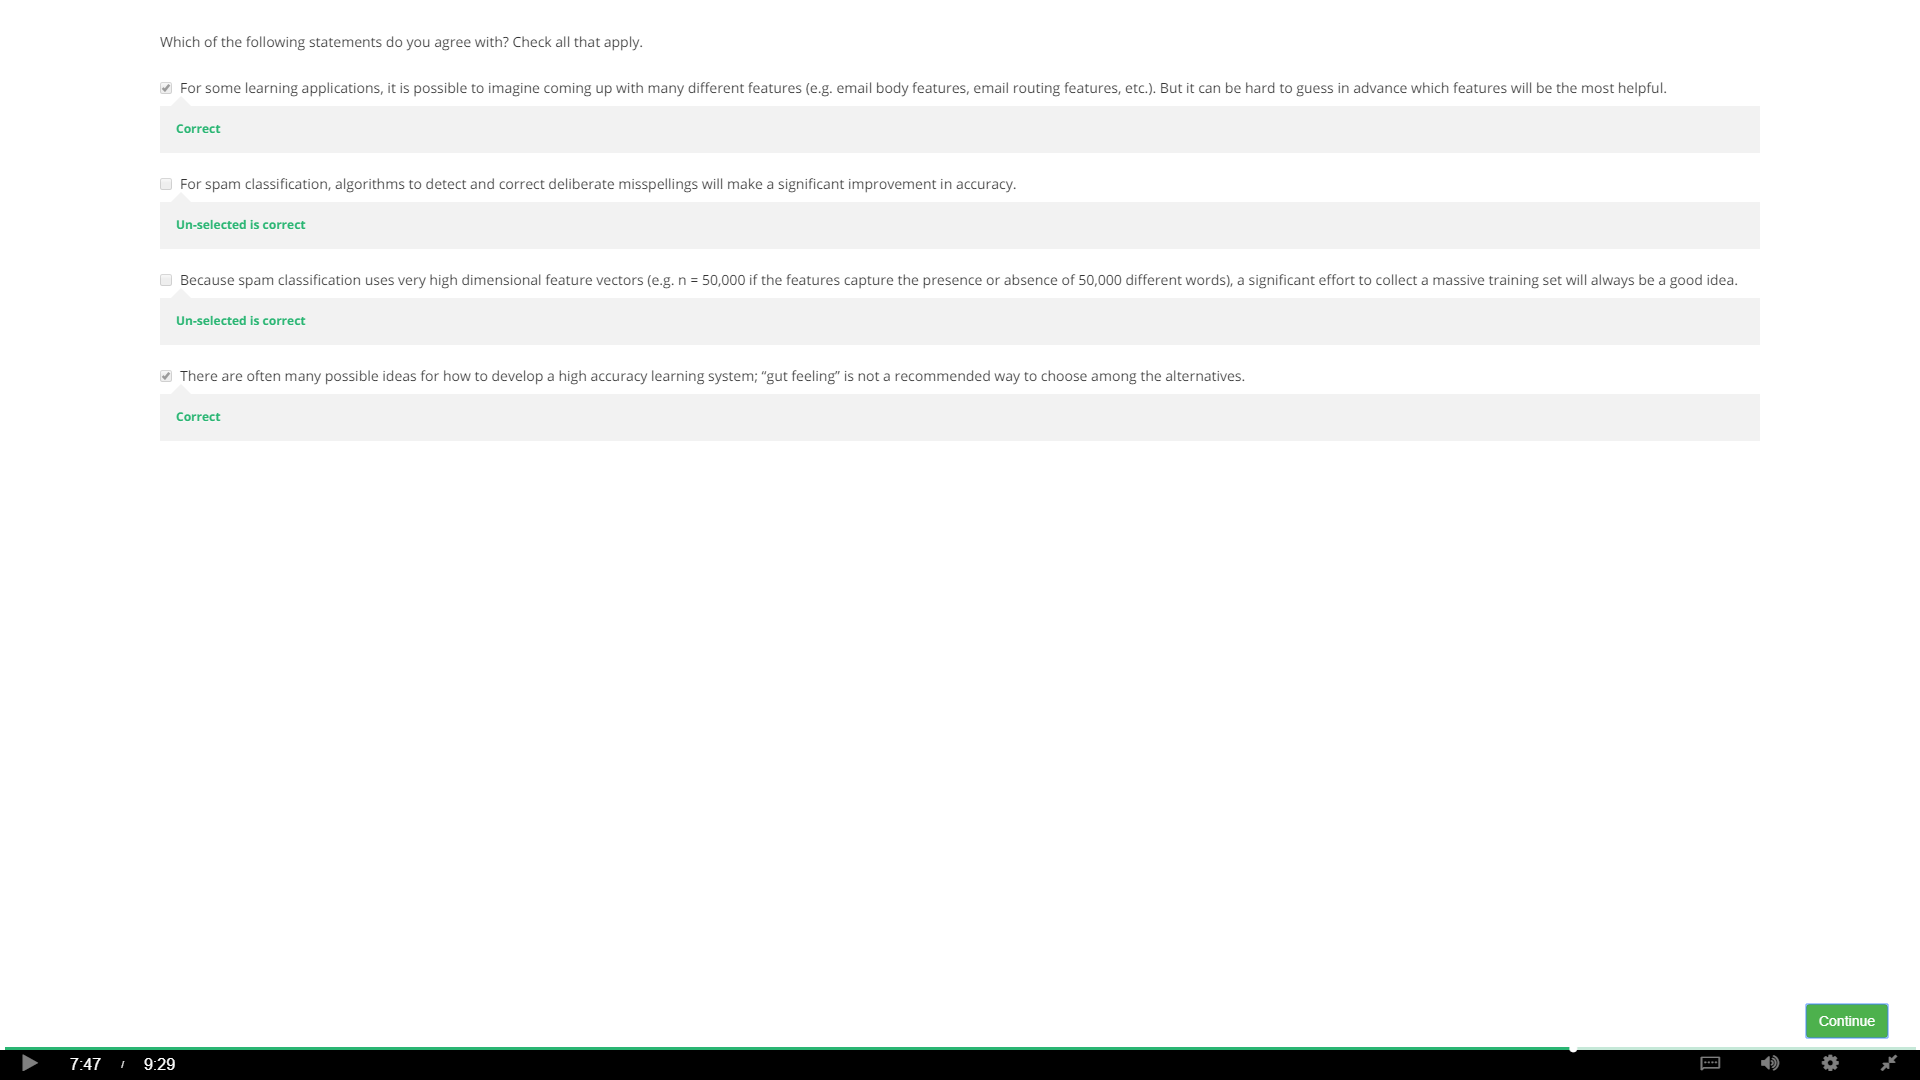 Which of the following statements do you agree with? Check all that apply.
For some learning applications, it is possible to imagine coming up with many different features (e.g. email body features, email routing features, etc.). But it can be hard to guess in advance which features will be the most helpful.
Correct
For spam classification, algorithms to detect and correct deliberate misspellings will make a significant improvement in accuracy.
Un-selected is correct
Because spam classification uses very high dimensional feature vectors (e.g. n = 50,000 if the features capture the presence or absence of 50,000 different words), a significant effort to collect a massive training set will always be a good idea.
Un-selected is correct
There are often many possible ideas for how to develop a high accuracy learning system; “gut feeling” is not a recommended way to choose among the alternatives.
Correct
Continue
7:47 / 9:29